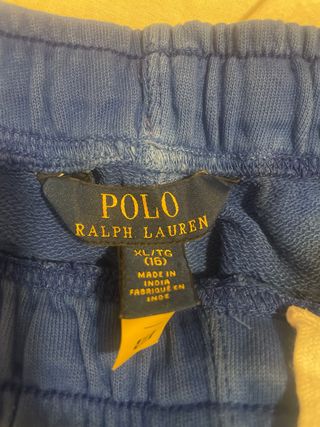 POLO
RALPH LAUREN
XL/TG
(16)
MADE IN
INDIA
FABRIQUÉ EN
INDE